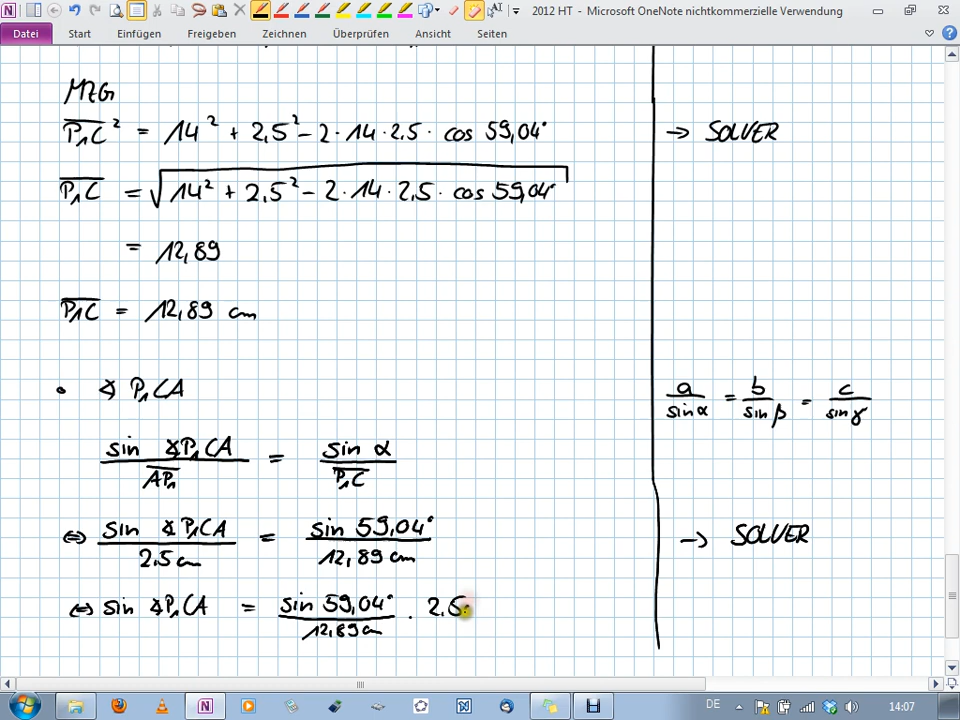 2012 HT - Microsoft OneNote nichtkommerzielle Verwendung
Datei Start Einfügen Freigeben Zeichnen Überprüfen Ansicht Seiten
MZG
P₁C² = 14² + 2,5² - 2 · 14 · 2.5 · cos 59,04° → SOLVER
P₁C = √14² + 2,5² - 2 · 14 · 2.5 · cos 59,04°
= 12,89
P₁C = 12,89 cm
• ∢ P₁CA
a/sin α = b/sin β = c/sin γ
sin ∢P₁CA / AP₁ = sin α / P₁C
⇔ sin ∢P₁CA / 2.5 cm = sin 59,04° / 12,89 cm → SOLVER
⇔ sin ∢P₁CA = sin 59,04° / 12,89 cm · 2.5
DE 14:07